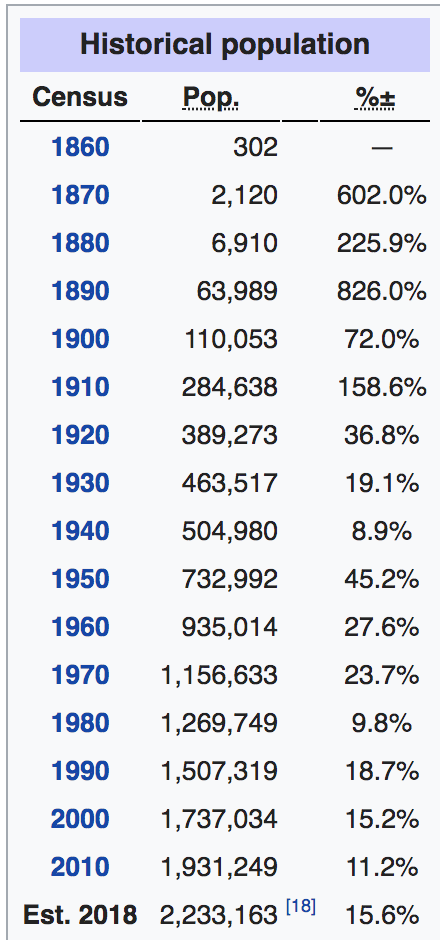 Historical population
Census Pop. %±
1860 302 —
1870 2,120 602.0%
1880 6,910 225.9%
1890 63,989 826.0%
1900 110,053 72.0%
1910 284,638 158.6%
1920 389,273 36.8%
1930 463,517 19.1%
1940 504,980 8.9%
1950 732,992 45.2%
1960 935,014 27.6%
1970 1,156,633 23.7%
1980 1,269,749 9.8%
1990 1,507,319 18.7%
2000 1,737,034 15.2%
2010 1,931,249 11.2%
Est. 2018 2,233,163 [18] 15.6%